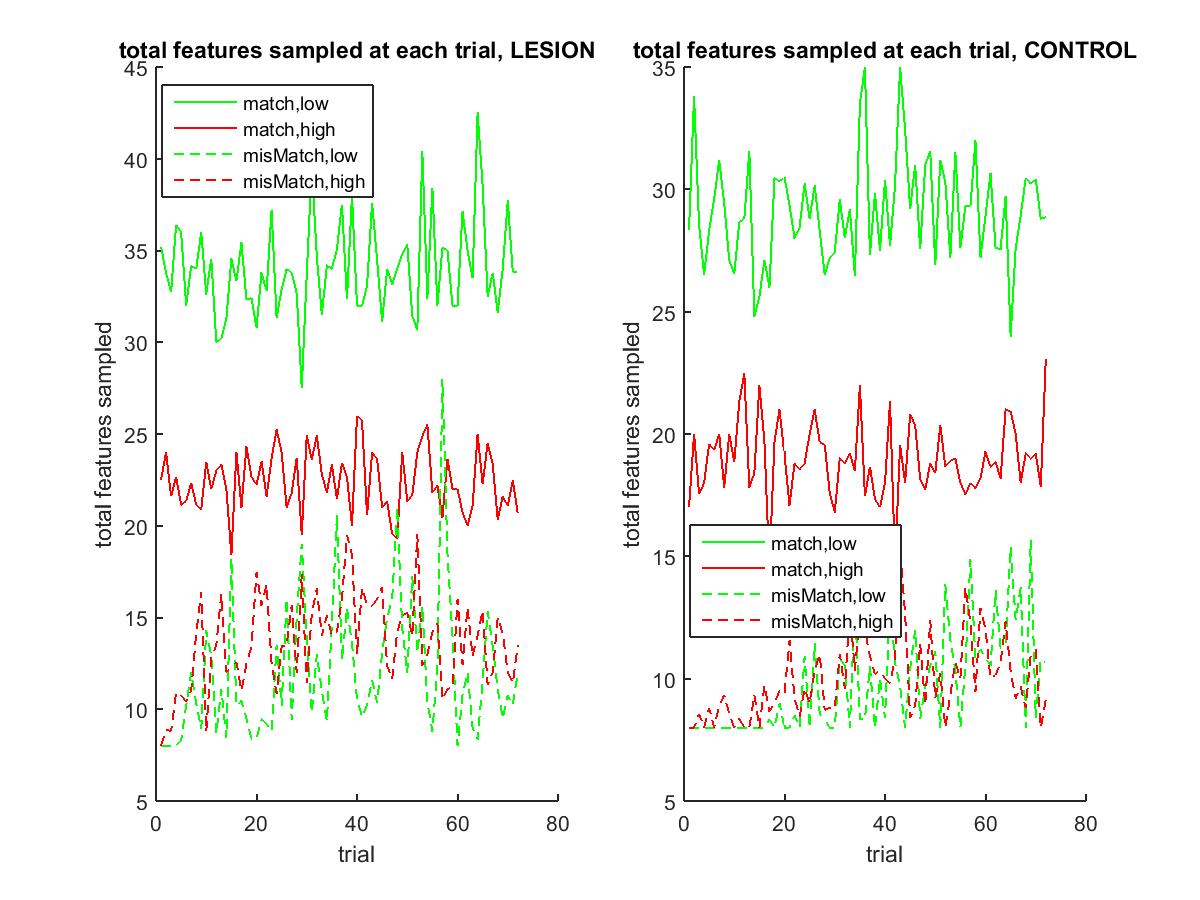 total features sampled at each trial, LESION
45
40
35
30
25
20
15
10
5
total features sampled
match,low
match,high
misMatch,low
misMatch,high
0 20 40 60 80
trial
total features sampled at each trial, CONTROL
35
30
25
20
15
10
5
total features sampled
match,low
match,high
misMatch,low
misMatch,high
0 20 40 60 80
trial